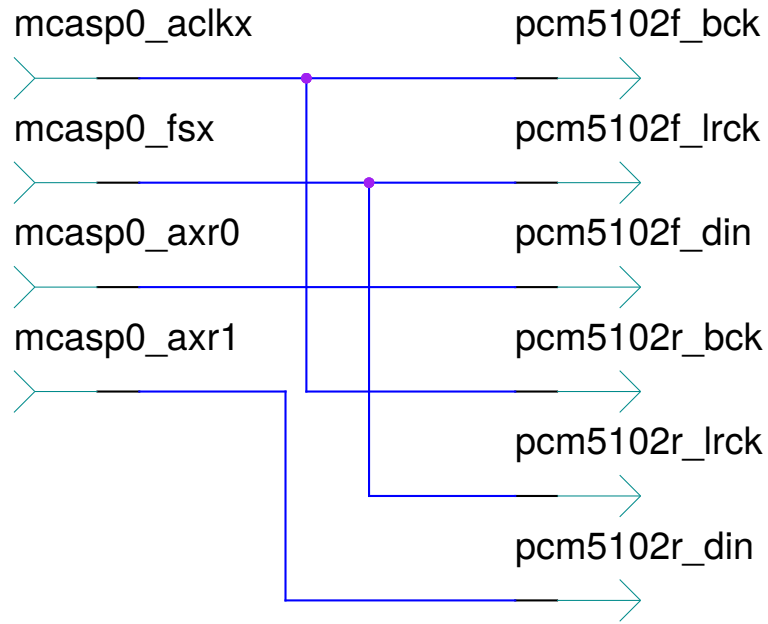 mcasp0_aclkx pcm5102f_bck
mcasp0_fsx pcm5102f_lrck
mcasp0_axr0 pcm5102f_din
mcasp0_axr1 pcm5102r_bck
pcm5102r_lrck
pcm5102r_din